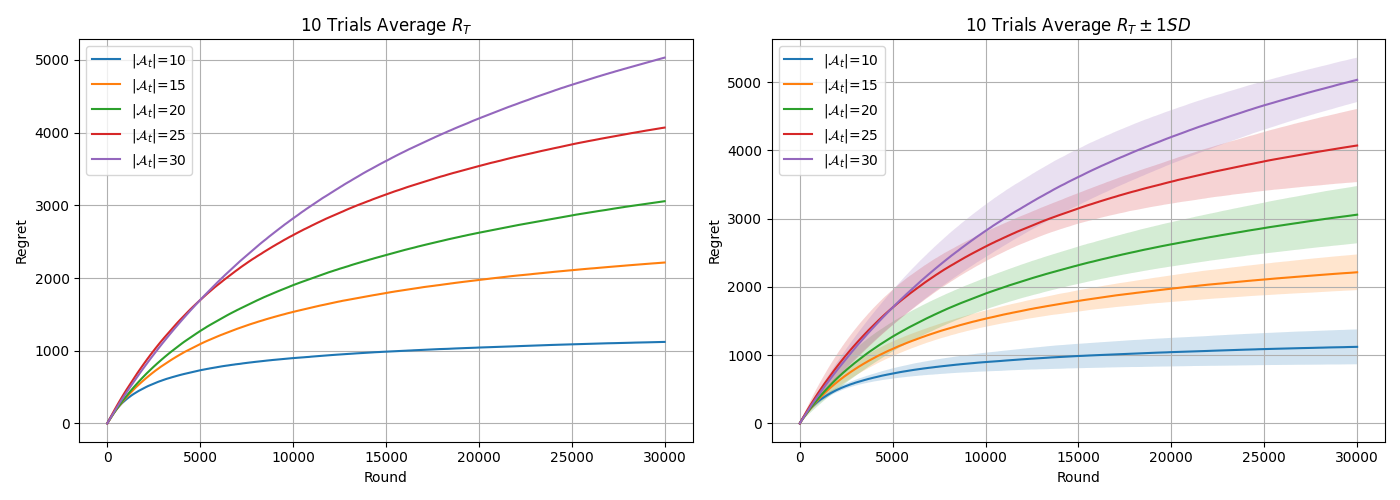 10 Trials Average $R_T$
|𝒜ₜ|=10
|𝒜ₜ|=15
|𝒜ₜ|=20
|𝒜ₜ|=25
|𝒜ₜ|=30
Regret
5000
4000
3000
2000
1000
0
0 5000 10000 15000 20000 25000 30000
Round
10 Trials Average $R_T \pm 1SD$
|𝒜ₜ|=10
|𝒜ₜ|=15
|𝒜ₜ|=20
|𝒜ₜ|=25
|𝒜ₜ|=30
Regret
5000
4000
3000
2000
1000
0
0 5000 10000 15000 20000 25000 30000
Round